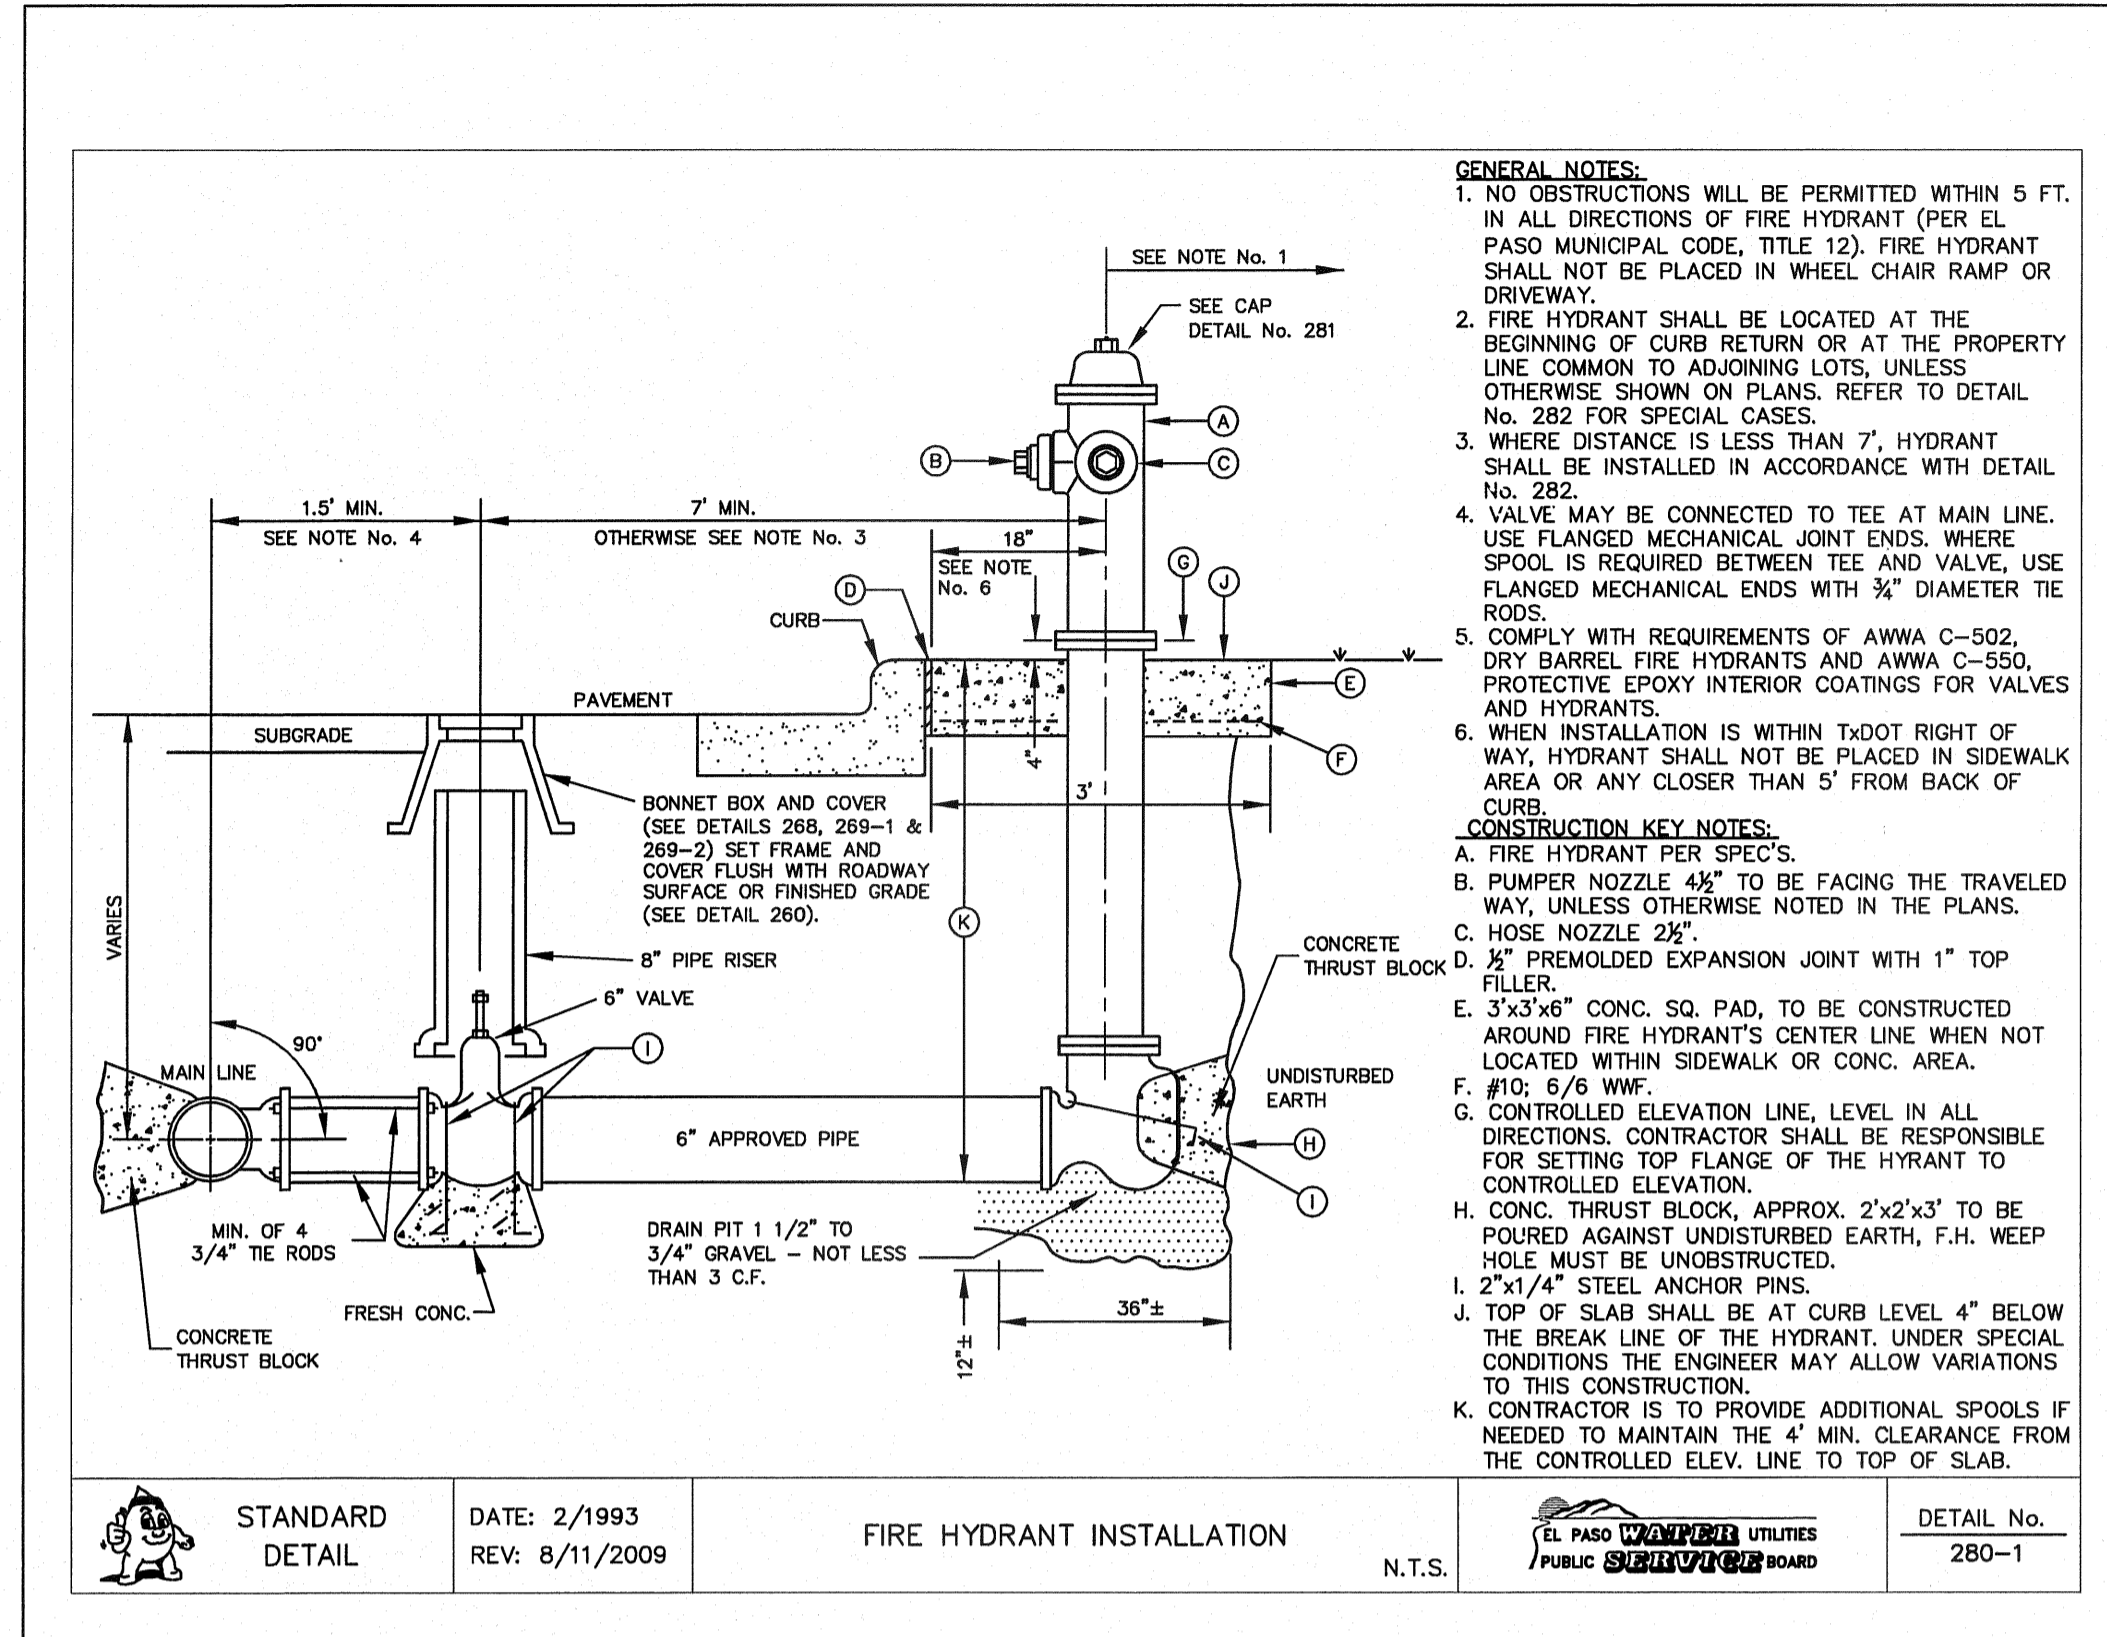 SEE NOTE No. 1
SEE CAP
DETAIL No. 281
A
B
C
1.5' MIN.
SEE NOTE No. 4
7' MIN.
OTHERWISE SEE NOTE No. 3
18"
SEE NOTE
No. 6
G
J
D
CURB
E
PAVEMENT
SUBGRADE
4"
F
3'
BONNET BOX AND COVER
(SEE DETAILS 268, 269-1 &
269-2) SET FRAME AND
COVER FLUSH WITH ROADWAY
SURFACE OR FINISHED GRADE
(SEE DETAIL 260).
VARIES
K
8" PIPE RISER
CONCRETE
THRUST BLOCK
6" VALVE
90°
I
MAIN LINE
UNDISTURBED
EARTH
6" APPROVED PIPE
H
I
MIN. OF 4
3/4" TIE RODS
DRAIN PIT 1 1/2" TO
3/4" GRAVEL - NOT LESS
THAN 3 C.F.
FRESH CONC.
36"±
12"±
CONCRETE
THRUST BLOCK
GENERAL NOTES:
1. NO OBSTRUCTIONS WILL BE PERMITTED WITHIN 5 FT.
IN ALL DIRECTIONS OF FIRE HYDRANT (PER EL
PASO MUNICIPAL CODE, TITLE 12). FIRE HYDRANT
SHALL NOT BE PLACED IN WHEEL CHAIR RAMP OR
DRIVEWAY.
2. FIRE HYDRANT SHALL BE LOCATED AT THE
BEGINNING OF CURB RETURN OR AT THE PROPERTY
LINE COMMON TO ADJOINING LOTS, UNLESS
OTHERWISE SHOWN ON PLANS. REFER TO DETAIL
No. 282 FOR SPECIAL CASES.
3. WHERE DISTANCE IS LESS THAN 7', HYDRANT
SHALL BE INSTALLED IN ACCORDANCE WITH DETAIL
No. 282.
4. VALVE MAY BE CONNECTED TO TEE AT MAIN LINE.
USE FLANGED MECHANICAL JOINT ENDS. WHERE
SPOOL IS REQUIRED BETWEEN TEE AND VALVE, USE
FLANGED MECHANICAL ENDS WITH ¾" DIAMETER TIE
RODS.
5. COMPLY WITH REQUIREMENTS OF AWWA C-502,
DRY BARREL FIRE HYDRANTS AND AWWA C-550,
PROTECTIVE EPOXY INTERIOR COATINGS FOR VALVES
AND HYDRANTS.
6. WHEN INSTALLATION IS WITHIN TxDOT RIGHT OF
WAY, HYDRANT SHALL NOT BE PLACED IN SIDEWALK
AREA OR ANY CLOSER THAN 5' FROM BACK OF
CURB.
CONSTRUCTION KEY NOTES:
A. FIRE HYDRANT PER SPEC'S.
B. PUMPER NOZZLE 4½" TO BE FACING THE TRAVELED
WAY, UNLESS OTHERWISE NOTED IN THE PLANS.
C. HOSE NOZZLE 2½".
D. ½" PREMOLDED EXPANSION JOINT WITH 1" TOP
FILLER.
E. 3'x3'x6" CONC. SQ. PAD, TO BE CONSTRUCTED
AROUND FIRE HYDRANT'S CENTER LINE WHEN NOT
LOCATED WITHIN SIDEWALK OR CONC. AREA.
F. #10; 6/6 WWF.
G. CONTROLLED ELEVATION LINE, LEVEL IN ALL
DIRECTIONS. CONTRACTOR SHALL BE RESPONSIBLE
FOR SETTING TOP FLANGE OF THE HYRANT TO
CONTROLLED ELEVATION.
H. CONC. THRUST BLOCK, APPROX. 2'x2'x3' TO BE
POURED AGAINST UNDISTURBED EARTH, F.H. WEEP
HOLE MUST BE UNOBSTRUCTED.
I. 2"x1/4" STEEL ANCHOR PINS.
J. TOP OF SLAB SHALL BE AT CURB LEVEL 4" BELOW
THE BREAK LINE OF THE HYDRANT. UNDER SPECIAL
CONDITIONS THE ENGINEER MAY ALLOW VARIATIONS
TO THIS CONSTRUCTION.
K. CONTRACTOR IS TO PROVIDE ADDITIONAL SPOOLS IF
NEEDED TO MAINTAIN THE 4' MIN. CLEARANCE FROM
THE CONTROLLED ELEV. LINE TO TOP OF SLAB.
STANDARD
DETAIL
DATE: 2/1993
REV: 8/11/2009
FIRE HYDRANT INSTALLATION
N.T.S.
EL PASO WATER UTILITIES
PUBLIC SERVICE BOARD
DETAIL No.
280-1